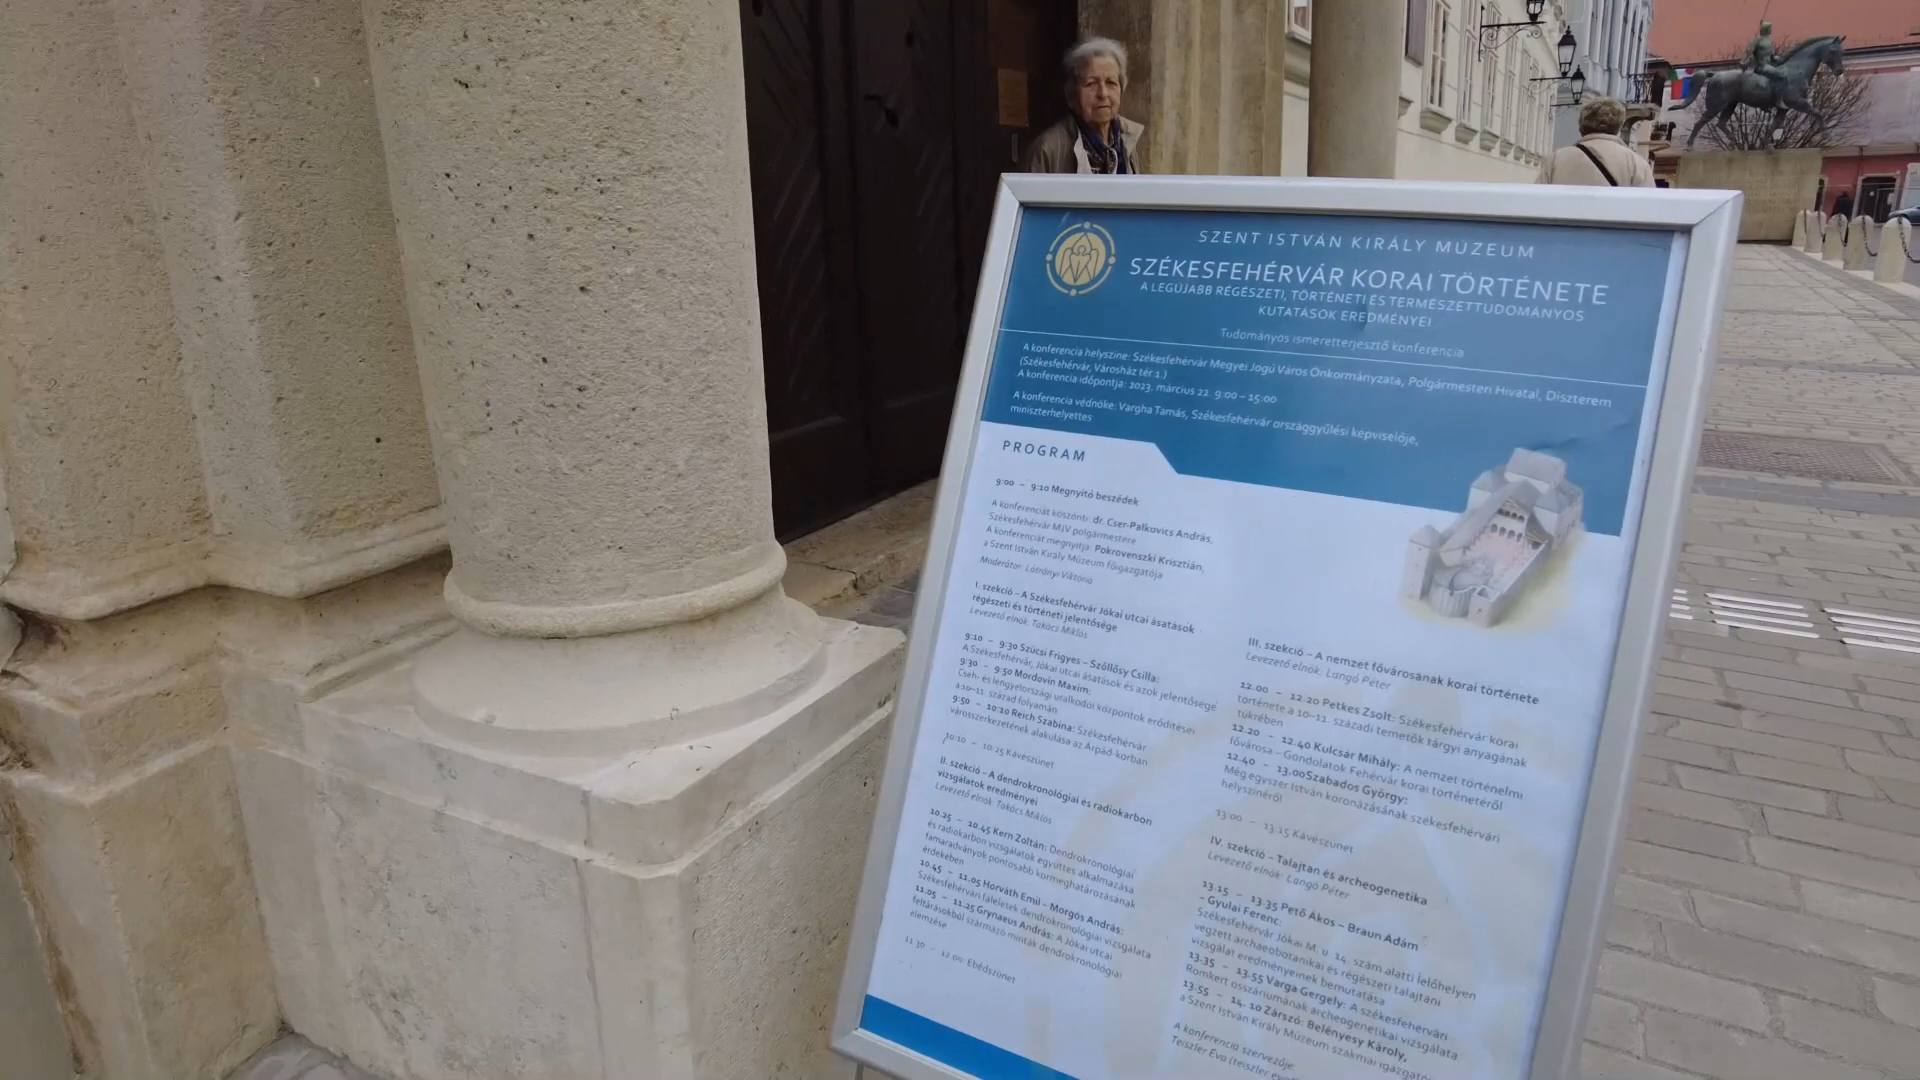 SZENT ISTVÁN KIRÁLY MÚZEUM
SZÉKESFEHÉRVÁR KORAI TÖRTÉNETE
A LEGÚJABB RÉGÉSZETI, TÖRTÉNETI ÉS TERMÉSZETTUDOMÁNYOS
KUTATÁSOK EREDMÉNYEI
Tudományos ismeretterjesztő konferencia
A konferencia helyszíne: Székesfehérvár Megyei Jogú Város Önkormányzata, Polgármesteri Hivatal, Díszterem
(Székesfehérvár, Városház tér 1.)
A konferencia időpontja: 2023. március 22. 9:00 – 15:00
A konferencia védnöke: Vargha Tamás, Székesfehérvár országgyűlési képviselője,
miniszterhelyettes
PROGRAM
9:00 – 9:10 Megnyitó beszédek
A konferenciát köszönti: dr. Cser-Palkovics András,
Székesfehérvár MJV polgármestere
A konferenciát megnyitja: Pokrovenszki Krisztián,
a Szent István Király Múzeum főigazgatója
Moderátor: Látrányi Viktória
I. szekció – A Székesfehérvár Jókai utcai ásatások
régészeti és történeti jelentősége
Levezető elnök: Takács Miklós
9:10 – 9:30 Szücsi Frigyes – Szöllősy Csilla:
A Székesfehérvár, Jókai utcai ásatások és azok jelentősége
9:30 – 9:50 Mordovin Maxim:
Cseh- és lengyelországi uralkodói központok erődítései
a 10–11. század folyamán
9:50 – 10:10 Reich Szabina: Székesfehérvár
városszerkezetének alakulása az Árpád-korban
10:10 – 10:25 Kávészünet
II. szekció – A dendrokronológiai és radiokarbon
vizsgálatok eredményei
Levezető elnök: Takács Miklós
10.25 – 10.45 Kern Zoltán: Dendrokronológiai
és radiokarbon vizsgálatok együttes alkalmazása
famaradványok pontosabb kormeghatározásának
érdekében
10.45 – 11.05 Horváth Emil – Morgós András:
Székesfehérvári faleletek dendrokronológiai vizsgálata
11.05 – 11.25 Grynaeus András: A Jókai utcai
feltárásokból származó minták dendrokronológiai
elemzése
11.30 – 12.00 Ebédszünet
III. szekció – A nemzet fővárosának korai története
Levezető elnök: Langó Péter
12.00 – 12.20 Petkes Zsolt: Székesfehérvár korai
története a 10–11. századi temetők tárgyi anyagának
tükrében
12.20 – 12.40 Kulcsár Mihály: A nemzet történelmi
fővárosa – Gondolatok Fehérvár korai történetéről
12.40 – 13.00 Szabados György:
Még egyszer István koronázásának székesfehérvári
helyszínéről
13:00 – 13.15 Kávészünet
IV. szekció – Talajtan és archeogenetika
Levezető elnök: Langó Péter
13.15 – 13.35 Pető Ákos – Braun Ádám
– Gyulai Ferenc:
Székesfehérvár Jókai M. u. 14. szám alatti lelőhelyen
végzett archaeobotanikai és régészeti talajtani
vizsgálat eredményeinek bemutatása
13.35 – 13.55 Varga Gergely: A székesfehérvári
Romkert osszáriumának archeogenetikai vizsgálata
13.55 – 14.10 Zárszó: Belényesy Károly,
a Szent István Király Múzeum szakmai igazgatója
A konferencia szervezője:
Teiszler Éva